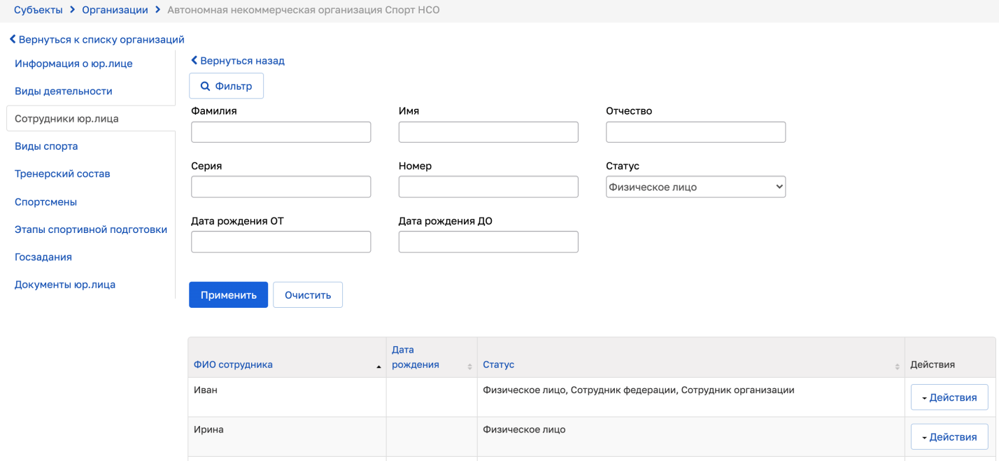 Субъекты > Организации > Автономная некоммерческая организация Спорт НСО
Вернуться к списку организаций
Информация о юр.лице
Виды деятельности
Сотрудники юр.лица
Виды спорта
Тренерский состав
Спортсмены
Этапы спортивной подготовки
Госзадания
Документы юр.лица
Вернуться назад
Фильтр
Фамилия Имя Отчество
Серия Номер Статус
Физическое лицо
Дата рождения ОТ Дата рождения ДО
Применить Очистить
ФИО сотрудника Дата рождения Статус Действия
Иван Физическое лицо, Сотрудник федерации, Сотрудник организации Действия
Ирина Физическое лицо Действия